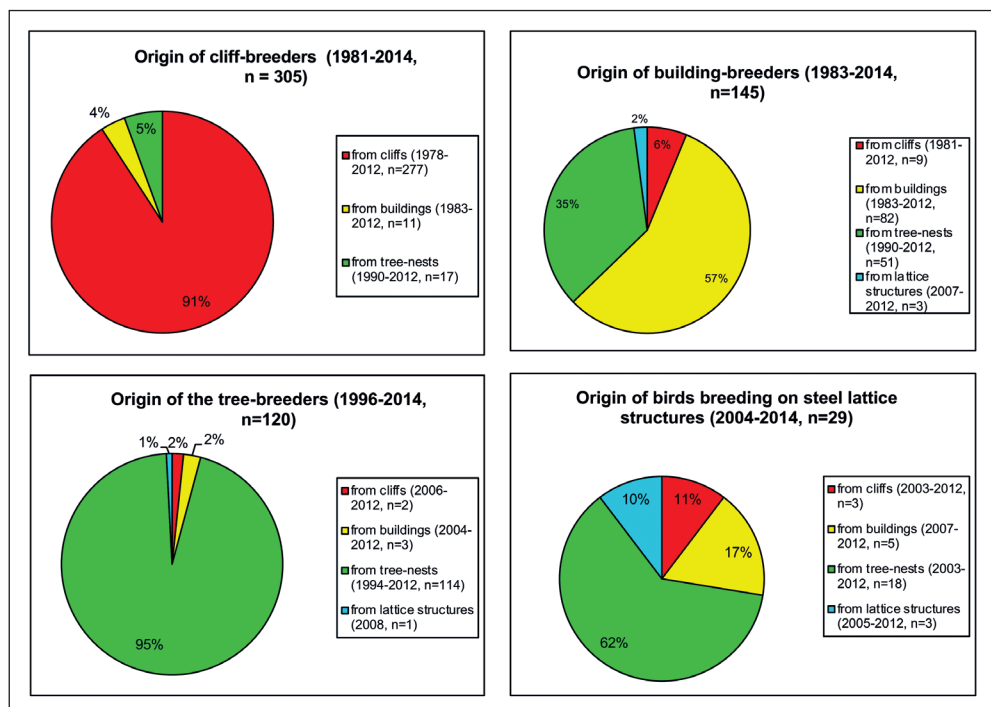 Origin of cliff-breeders (1981-2014,
n = 305)
4%
5%
91%
from cliffs (1978-
2012, n=277)
from buildings (1983-
2012, n=11)
from tree-nests
(1990-2012, n=17)
Origin of building-breeders (1983-2014,
n=145)
2%
6%
35%
57%
from cliffs (1981-
2012, n=9)
from buildings
(1983-2012,
n=82)
from tree-nests
(1990-2012,
n=51)
from lattice
structures (2007-
2012, n=3)
Origin of the tree-breeders (1996-2014,
n=120)
1%
2%
2%
95%
from cliffs (2006-
2012, n=2)
from buildings (2004-
2012, n=3)
from tree-nests
(1994-2012, n=114)
from lattice structures
(2008, n=1)
Origin of birds breeding on steel lattice
structures (2004-2014, n=29)
10%
11%
17%
62%
from cliffs (2003-2012,
n=3)
from buildings (2007-
2012, n=5)
from tree-nests (2003-
2012, n=18)
from lattice structures
(2005-2012, n=3)